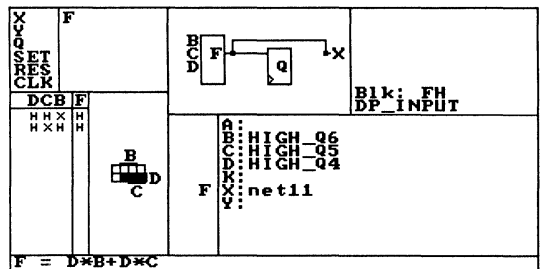 X F
Y
Q
SET
RES
CLK
B
C F X
D Q
Blk: FH
DP_INPUT
DCB F
HHX H
HXH H
B
D
C
A:
B:HIGH_Q6
C:HIGH_Q5
D:HIGH_Q4
K:
F X:net11
Y:
F = D*B+D*C